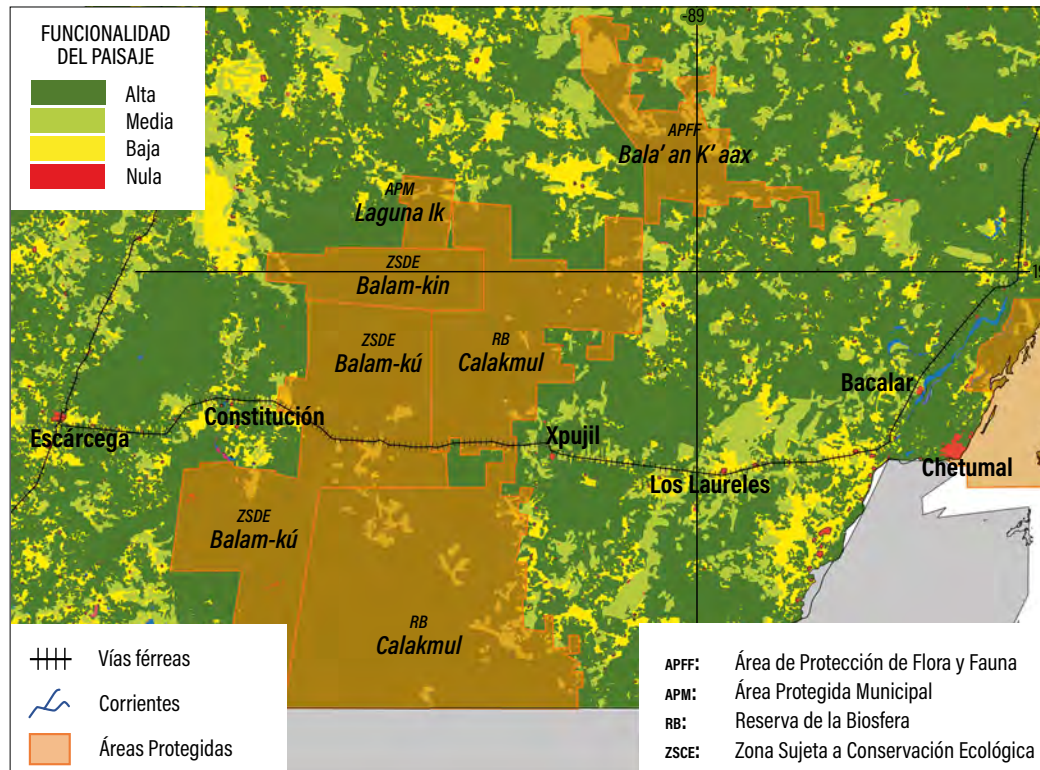 FUNCIONALIDAD
DEL PAISAJE
Alta
Media
Baja
Nula
-89
APFF
Bala' an K' aax
APM
Laguna Ik
ZSDE
Balam-kin
19
ZSDE
Balam-kú
RB
Calakmul
Bacalar
Escárcega
Constitución
Xpujil
Chetumal
Los Laureles
ZSDE
Balam-kú
RB
Calakmul
Vías férreas
Corrientes
Áreas Protegidas
APFF: Área de Protección de Flora y Fauna
APM: Área Protegida Municipal
RB: Reserva de la Biosfera
ZSCE: Zona Sujeta a Conservación Ecológica